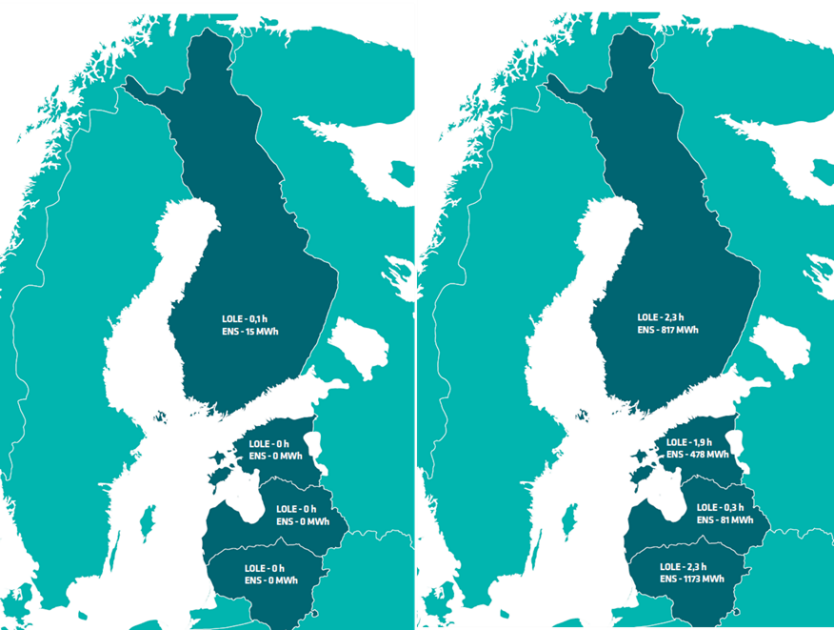 LOLE - 0,1 h
ENS - 15 MWh
LOLE - 0 h
ENS - 0 MWh
LOLE - 0 h
ENS - 0 MWh
LOLE - 0 h
ENS - 0 MWh
LOLE - 2,3 h
ENS - 817 MWh
LOLE - 1,9 h
ENS - 478 MWh
LOLE - 0,3 h
ENS - 81 MWh
LOLE - 2,3 h
ENS - 1173 MWh